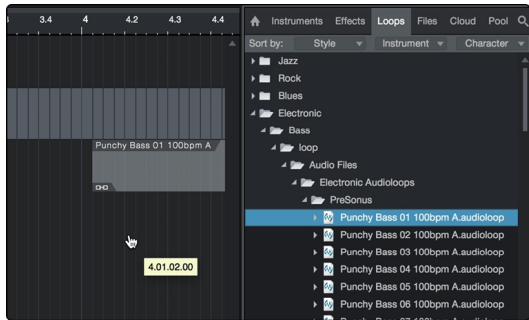 3.4 4 4.2 4.3 4.4
Punchy Bass 01 100bpm A
4.01.02.00
Instruments Effects Loops Files Cloud Pool
Sort by: Style Instrument Character
Jazz
Rock
Blues
Electronic
Bass
loop
Audio Files
Electronic Audioloops
PreSonus
Punchy Bass 01 100bpm A.audioloop
Punchy Bass 02 100bpm A.audioloop
Punchy Bass 03 100bpm A.audioloop
Punchy Bass 04 100bpm A.audioloop
Punchy Bass 05 100bpm A.audioloop
Punchy Bass 06 100bpm A.audioloop